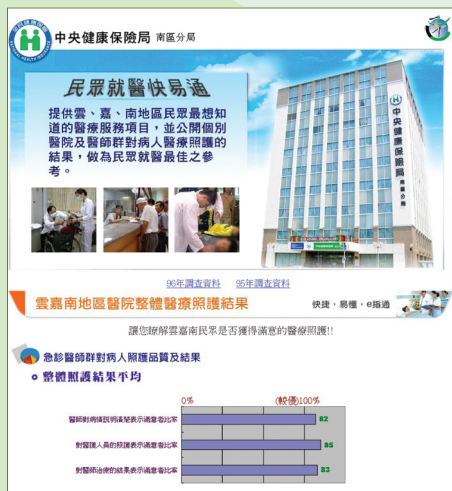 中央健康保險局 南區分局
民眾就醫快易通
提供雲、嘉、南地區民眾最想知
道的醫療服務項目，並公開個別
醫院及醫師群對病人醫療照護的
結果，做為民眾就醫最佳之參
考。
中央健康保險局
南區分局
96年調查資料 95年調查資料
雲嘉南地區醫院整體醫療照護結果
快捷，易懂，e指通
讓您瞭解雲嘉南民眾是否獲得滿意的醫療照護!!
急診醫師群對病人照護品質及結果
整體照護結果平均
0% (較優)100%
醫師對病情說明清楚表示滿意者比率 82
對醫護人員的照護表示滿意者比率 85
對醫師治療的結果表示滿意者比率 83